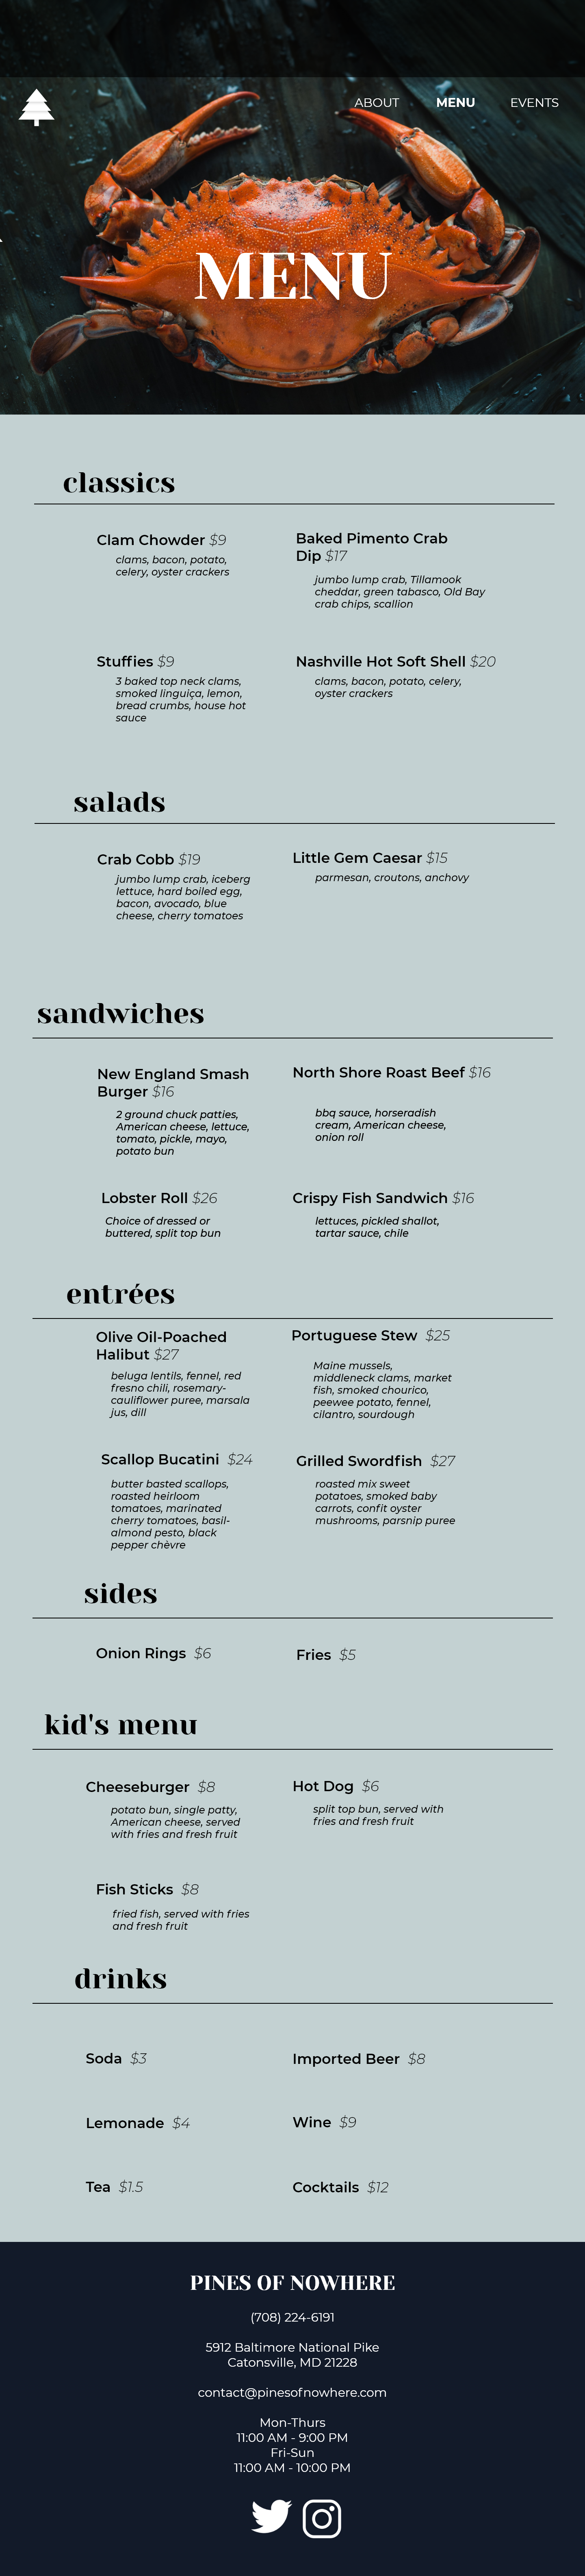 ABOUT MENU EVENTS
MENU
classics
Clam Chowder $9
clams, bacon, potato,
celery, oyster crackers
Baked Pimento Crab
Dip $17
jumbo lump crab, Tillamook
cheddar, green tabasco, Old Bay
crab chips, scallion
Stuffies $9
3 baked top neck clams,
smoked linguiça, lemon,
bread crumbs, house hot
sauce
Nashville Hot Soft Shell $20
clams, bacon, potato, celery,
oyster crackers
salads
Crab Cobb $19
jumbo lump crab, iceberg
lettuce, hard boiled egg,
bacon, avocado, blue
cheese, cherry tomatoes
Little Gem Caesar $15
parmesan, croutons, anchovy
sandwiches
New England Smash
Burger $16
2 ground chuck patties,
American cheese, lettuce,
tomato, pickle, mayo,
potato bun
North Shore Roast Beef $16
bbq sauce, horseradish
cream, American cheese,
onion roll
Lobster Roll $26
Choice of dressed or
buttered, split top bun
Crispy Fish Sandwich $16
lettuces, pickled shallot,
tartar sauce, chile
entrées
Olive Oil-Poached
Halibut $27
beluga lentils, fennel, red
fresno chili, rosemary-
cauliflower puree, marsala
jus, dill
Portuguese Stew $25
Maine mussels,
middleneck clams, market
fish, smoked chourico,
peewee potato, fennel,
cilantro, sourdough
Scallop Bucatini $24
butter basted scallops,
roasted heirloom
tomatoes, marinated
cherry tomatoes, basil-
almond pesto, black
pepper chèvre
Grilled Swordfish $27
roasted mix sweet
potatoes, smoked baby
carrots, confit oyster
mushrooms, parsnip puree
sides
Onion Rings $6
Fries $5
kid's menu
Cheeseburger $8
potato bun, single patty,
American cheese, served
with fries and fresh fruit
Hot Dog $6
split top bun, served with
fries and fresh fruit
Fish Sticks $8
fried fish, served with fries
and fresh fruit
drinks
Soda $3
Imported Beer $8
Lemonade $4
Wine $9
Tea $1.5
Cocktails $12
PINES OF NOWHERE
(708) 224-6191
5912 Baltimore National Pike
Catonsville, MD 21228
contact@pinesofnowhere.com
Mon-Thurs
11:00 AM - 9:00 PM
Fri-Sun
11:00 AM - 10:00 PM